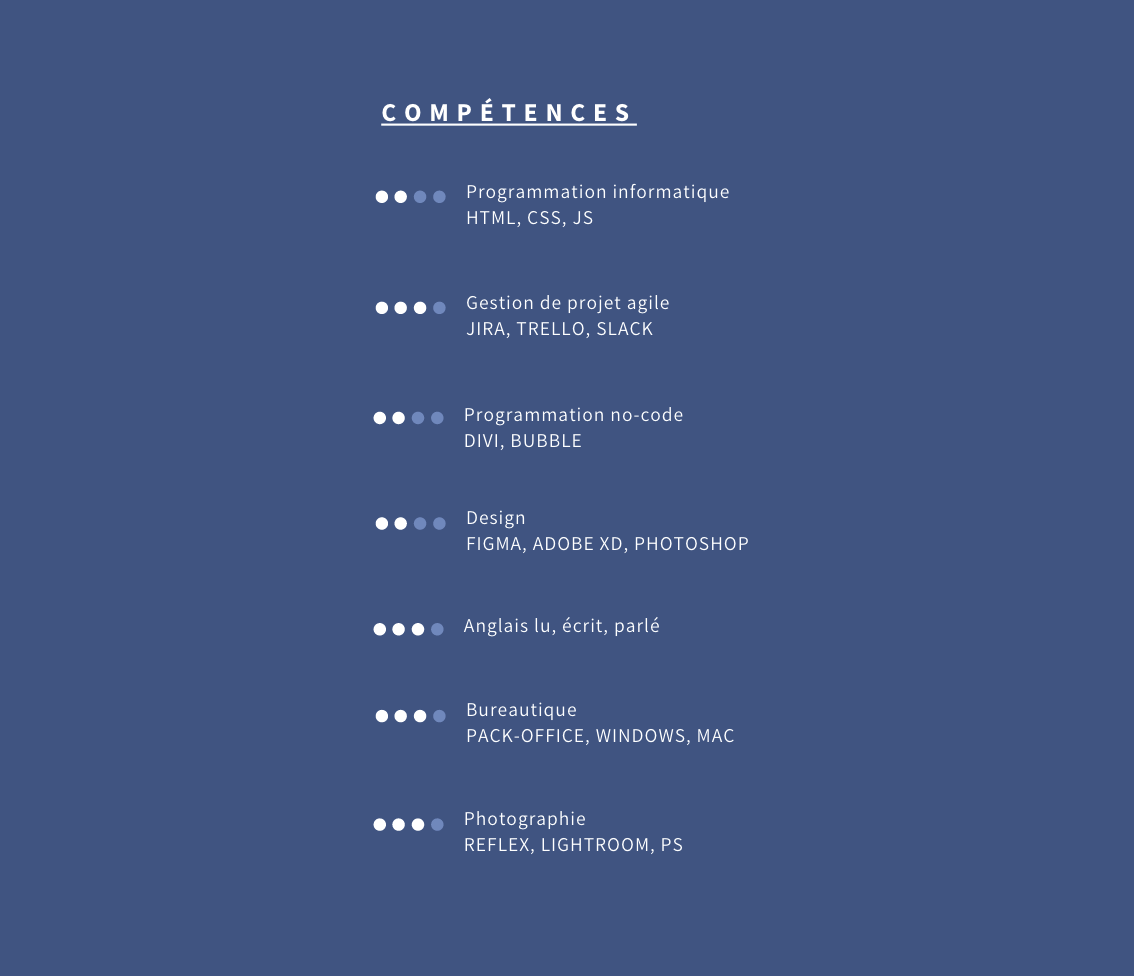 COMPÉTENCES
Programmation informatique
HTML, CSS, JS
Gestion de projet agile
JIRA, TRELLO, SLACK
Programmation no-code
DIVI, BUBBLE
Design
FIGMA, ADOBE XD, PHOTOSHOP
Anglais lu, écrit, parlé
Bureautique
PACK-OFFICE, WINDOWS, MAC
Photographie
REFLEX, LIGHTROOM, PS